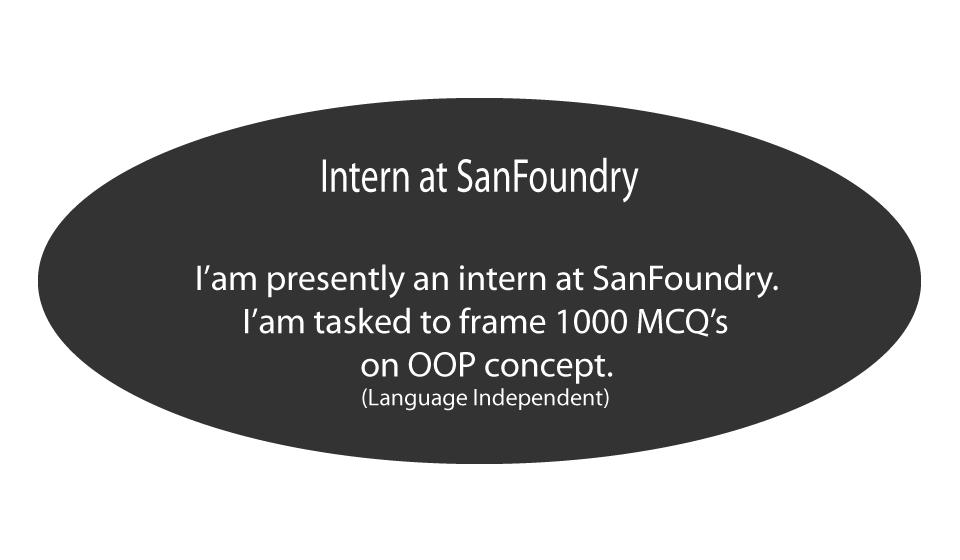 Intern at SanFoundry
I’am presently an intern at SanFoundry.
I’am tasked to frame 1000 MCQ’s
on OOP concept.
(Language Independent)